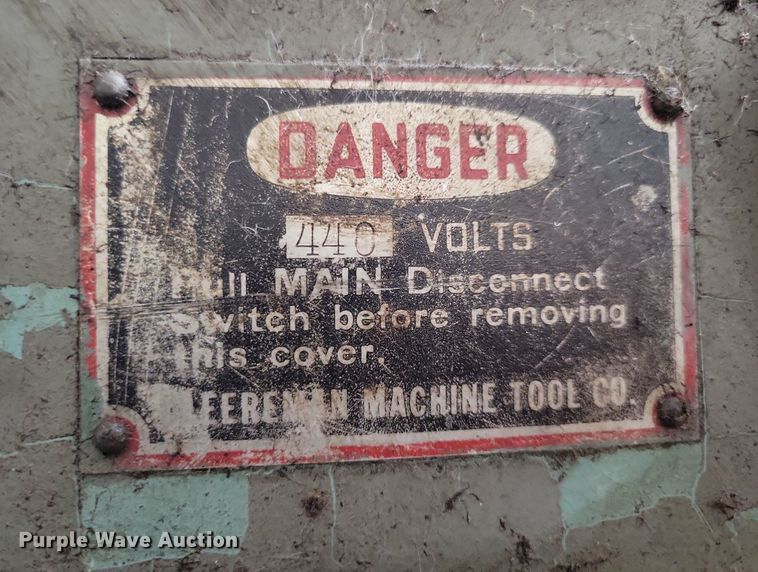 DANGER
440 VOLTS
Pull MAIN Disconnect
Switch before removing
this cover.
MACHINE TOOL CO.
Purple Wave Auction